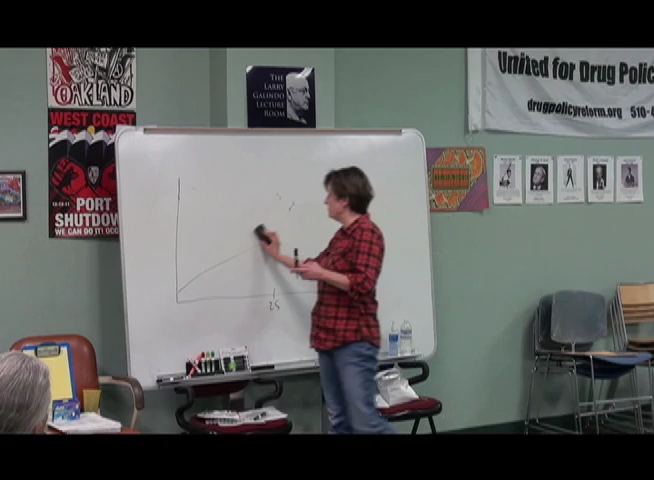 OAKLAND
WEST COAST
PORT
SHUTDOWN
WE CAN DO IT!
THE
LARRY
GALINDO
LECTURE
ROOM
United for Drug Polic
drugpolicyreform.org 510-
25